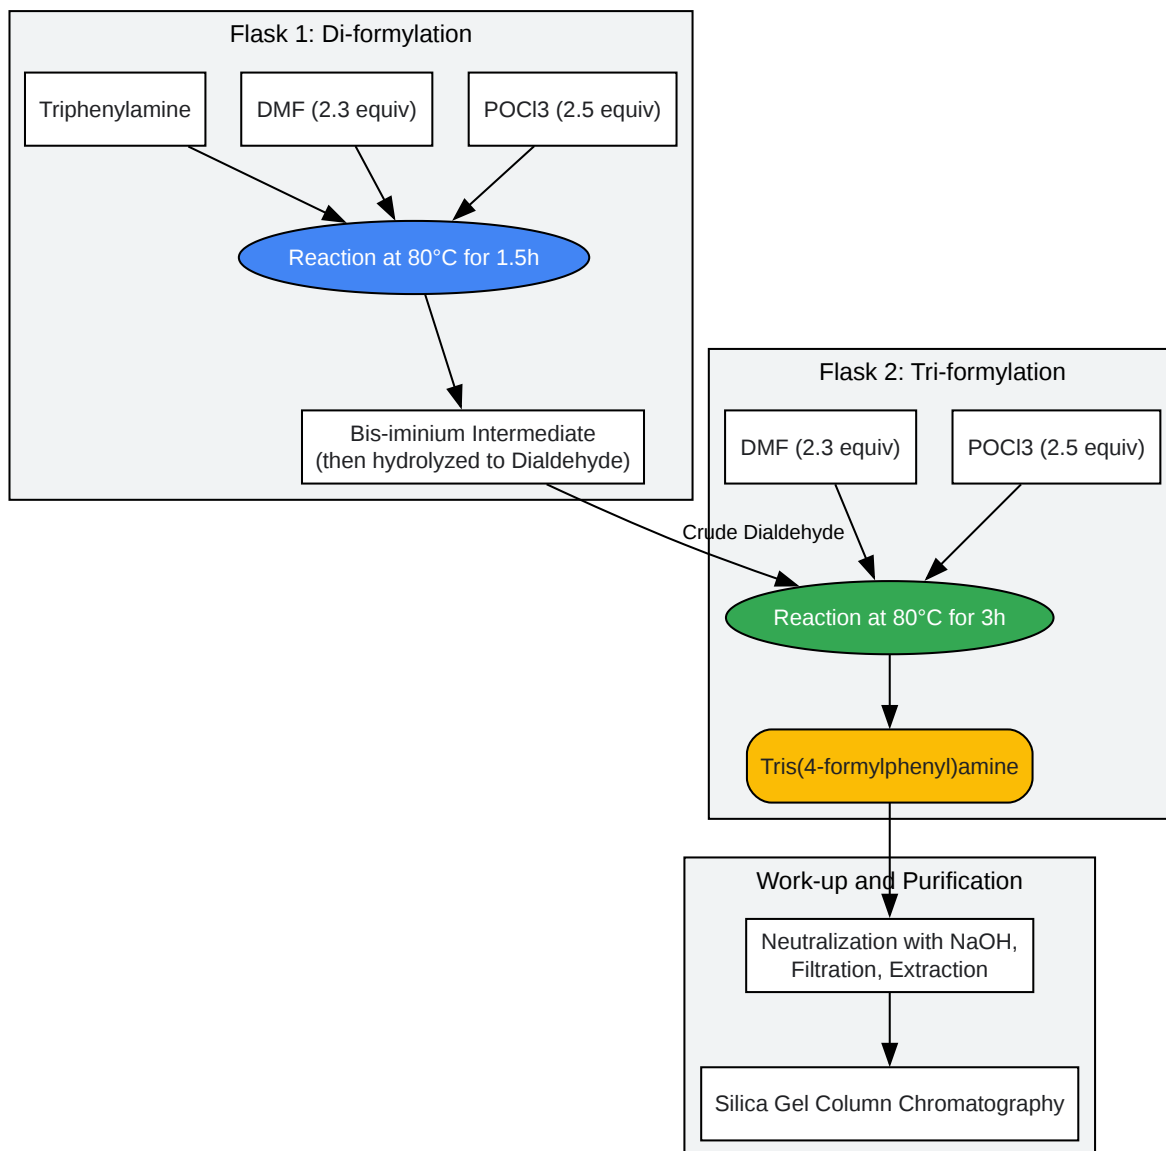 Flask 1: Di-formylation
Triphenylamine
DMF (2.3 equiv)
POCl3 (2.5 equiv)
Reaction at 80°C for 1.5h
Bis-iminium Intermediate
(then hydrolyzed to Dialdehyde)
Crude Dialdehyde
Flask 2: Tri-formylation
DMF (2.3 equiv)
POCl3 (2.5 equiv)
Reaction at 80°C for 3h
Tris(4-formylphenyl)amine
Work-up and Purification
Neutralization with NaOH,
Filtration, Extraction
Silica Gel Column Chromatography